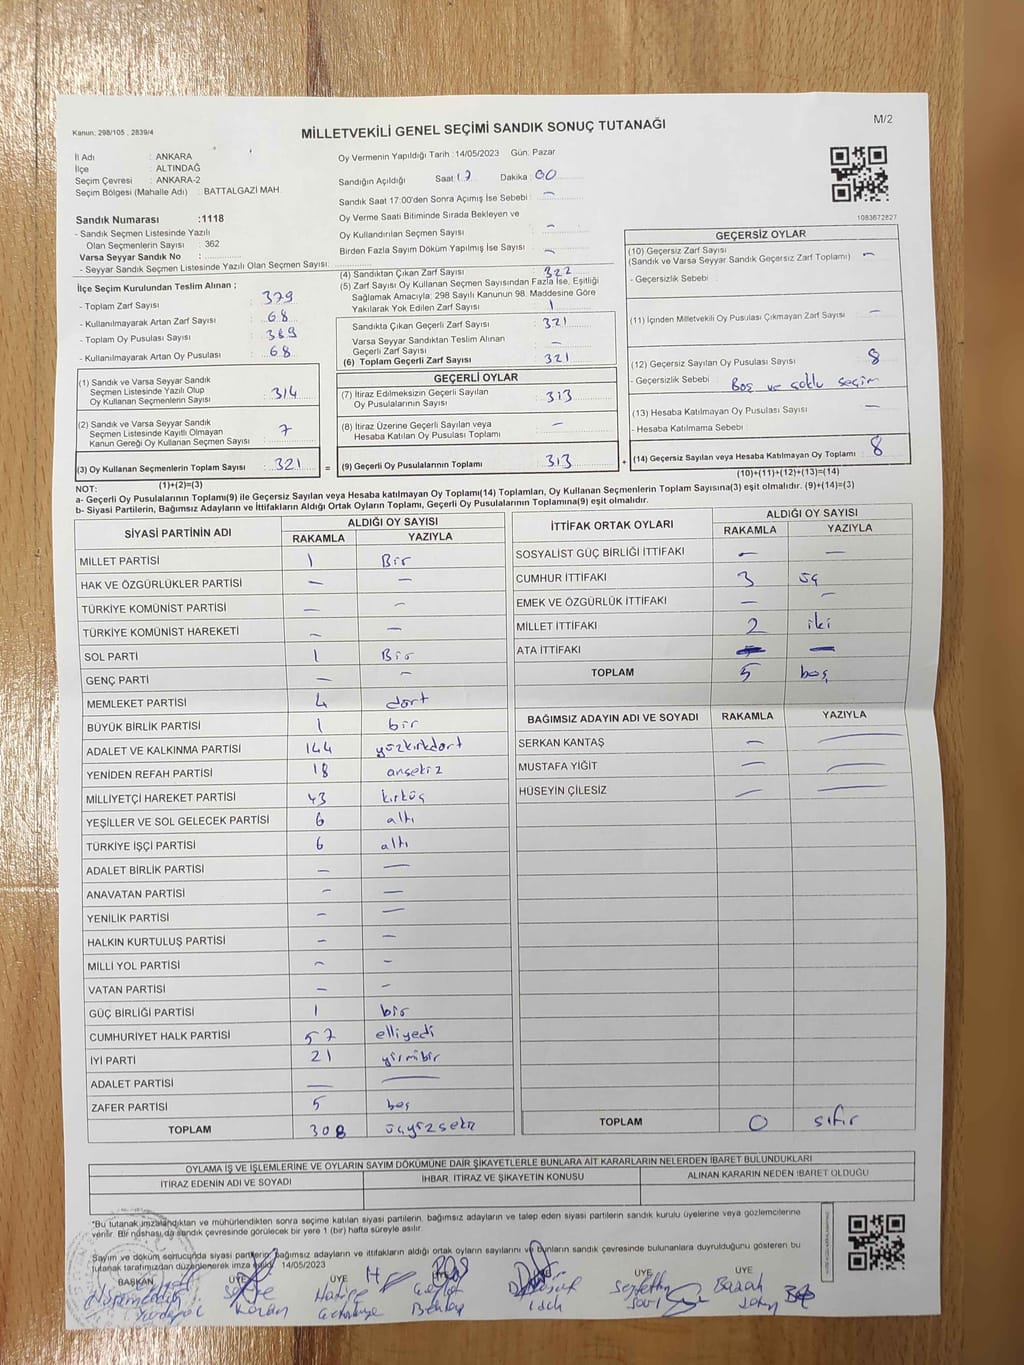 Kanun: 298/105 , 2839/4
MİLLETVEKİLİ GENEL SEÇİMİ SANDIK SONUÇ TUTANAĞI
M/2
İl Adı : ANKARA
İlçe : ALTINDAĞ
Seçim Çevresi : ANKARA-2
Seçim Bölgesi (Mahalle Adı) : BATTALGAZİ MAH.
Sandık Numarası :1118
- Sandık Seçmen Listesinde Yazılı
Olan Seçmenlerin Sayısı : 362
Varsa Seyyar Sandık No :
- Seyyar Sandık Seçmen Listesinde Yazılı Olan Seçmen Sayısı:
İlçe Seçim Kurulundan Teslim Alınan ;
- Toplam Zarf Sayısı : 379
- Kullanılmayarak Artan Zarf Sayısı : 68
- Toplam Oy Pusulası Sayısı : 389
- Kullanılmayarak Artan Oy Pusulası : 68
(1) Sandık ve Varsa Seyyar Sandık
Seçmen Listesinde Yazılı Olup
Oy Kullanan Seçmenlerin Sayısı : 314
(2) Sandık ve Varsa Seyyar Sandık
Seçmen Listesinde Kayıtlı Olmayan
Kanun Gereği Oy Kullanan Seçmen Sayısı : 7
(3) Oy Kullanan Seçmenlerin Toplam Sayısı : 321
(1)+(2)=(3)
Oy Vermenin Yapıldığı Tarih :14/05/2023 Gün: Pazar
Sandığın Açıldığı Saat 17 Dakika : 00
Sandık Saat 17:00'den Sonra Açılmış İse Sebebi : –
Oy Verme Saati Bitiminde Sırada Bekleyen ve
Oy Kullandırılan Seçmen Sayısı : –
Birden Fazla Sayım Döküm Yapılmış İse Sayısı : –
(4) Sandıktan Çıkan Zarf Sayısı : 322
(5) Zarf Sayısı Oy Kullanan Seçmen Sayısından Fazla İse, Eşitliği
Sağlamak Amacıyla; 298 Sayılı Kanunun 98. Maddesine Göre
Yakılarak Yok Edilen Zarf Sayısı : 1
Sandıkta Çıkan Geçerli Zarf Sayısı : 321
Varsa Seyyar Sandıktan Teslim Alınan
Geçerli Zarf Sayısı : –
(6) Toplam Geçerli Zarf Sayısı : 321
GEÇERLİ OYLAR
(7) İtiraz Edilmeksizin Geçerli Sayılan
Oy Pusulalarının Sayısı : 313
(8) İtiraz Üzerine Geçerli Sayılan veya
Hesaba Katılan Oy Pusulası Toplamı : –
= (9) Geçerli Oy Pusulalarının Toplamı : 313 +
1083672827
GEÇERSİZ OYLAR
(10) Geçersiz Zarf Sayısı
(Sandık ve Varsa Seyyar Sandık Geçersiz Zarf Toplamı) : –
- Geçersizlik Sebebi :
(11) İçinden Milletvekili Oy Pusulası Çıkmayan Zarf Sayısı : –
(12) Geçersiz Sayılan Oy Pusulası Sayısı : 8
- Geçersizlik Sebebi : Boş ve çoklu seçim
(13) Hesaba Katılmayan Oy Pusulası Sayısı : –
- Hesaba Katılmama Sebebi :
(14) Geçersiz Sayılan veya Hesaba Katılmayan Oy Toplamı : 8
(10)+(11)+(12)+(13)=(14)
NOT:
a- Geçerli Oy Pusulalarının Toplamı(9) ile Geçersiz Sayılan veya Hesaba katılmayan Oy Toplamı(14) Toplamları, Oy Kullanan Seçmenlerin Toplam Sayısına(3) eşit olmalıdır. (9)+(14)=(3)
b- Siyasi Partilerin, Bağımsız Adayların ve İttifakların Aldığı Ortak Oyların Toplamı, Geçerli Oy Pusulalarının Toplamına(9) eşit olmalıdır.
SİYASİ PARTİNİN ADI ALDIĞI OY SAYISI
RAKAMLA YAZIYLA
MİLLET PARTİSİ 1 Bir
HAK VE ÖZGÜRLÜKLER PARTİSİ – –
TÜRKİYE KOMÜNİST PARTİSİ – –
TÜRKİYE KOMÜNİST HAREKETİ – –
SOL PARTİ 1 Bir
GENÇ PARTİ – –
MEMLEKET PARTİSİ 4 dört
BÜYÜK BİRLİK PARTİSİ 1 bir
ADALET VE KALKINMA PARTİSİ 144 yüzkırkdört
YENİDEN REFAH PARTİSİ 18 onsekiz
MİLLİYETÇİ HAREKET PARTİSİ 43 kırküç
YEŞİLLER VE SOL GELECEK PARTİSİ 6 altı
TÜRKİYE İŞÇİ PARTİSİ 6 altı
ADALET BİRLİK PARTİSİ – –
ANAVATAN PARTİSİ – –
YENİLİK PARTİSİ – –
HALKIN KURTULUŞ PARTİSİ – –
MİLLİ YOL PARTİSİ – –
VATAN PARTİSİ – –
GÜÇ BİRLİĞİ PARTİSİ 1 bir
CUMHURİYET HALK PARTİSİ 57 elliyedi
İYİ PARTİ 21 yirmibir
ADALET PARTİSİ – –
ZAFER PARTİSİ 5 beş
TOPLAM 308 üçyüzsekiz
İTTİFAK ORTAK OYLARI ALDIĞI OY SAYISI
RAKAMLA YAZIYLA
SOSYALİST GÜÇ BİRLİĞİ İTTİFAKI – –
CUMHUR İTTİFAKI 3 üç
EMEK VE ÖZGÜRLÜK İTTİFAKI – –
MİLLET İTTİFAKI 2 iki
ATA İTTİFAKI – –
TOPLAM 5 beş
BAĞIMSIZ ADAYIN ADI VE SOYADI RAKAMLA YAZIYLA
SERKAN KANTAŞ – –
MUSTAFA YİĞİT – –
HÜSEYİN ÇİLESİZ – –
TOPLAM 0 sıfır
OYLAMA İŞ VE İŞLEMLERİNE VE OYLARIN SAYIM DÖKÜMÜNE DAİR ŞİKAYETLERLE BUNLARA AİT KARARLARIN NELERDEN İBARET BULUNDUKLARI
İTİRAZ EDENİN ADI VE SOYADI İHBAR, İTİRAZ VE ŞİKAYETİN KONUSU ALINAN KARARIN NEDEN İBARET OLDUĞU
"Bu tutanak imzalandıktan ve mühürlendikten sonra seçime katılan siyasi partilerin, bağımsız adayların ve talep eden siyasi partilerin sandık kurulu üyelerine veya gözlemcilerine
verilir. Bir nüshası da sandık çevresinde görülecek bir yere 1 (bir) hafta süreyle asılır.
Sayım ve döküm sonucunda siyasi partilerin, bağımsız adayların ve ittifakların aldığı ortak oyların sayılarını ve bunların sandık çevresinde bulunanlara duyrulduğunu gösteren bu
tutanak tarafımızdan düzenlenerek imza edildi. 14/05/2023
BAŞKAN ÜYE ÜYE ÜYE ÜYE ÜYE